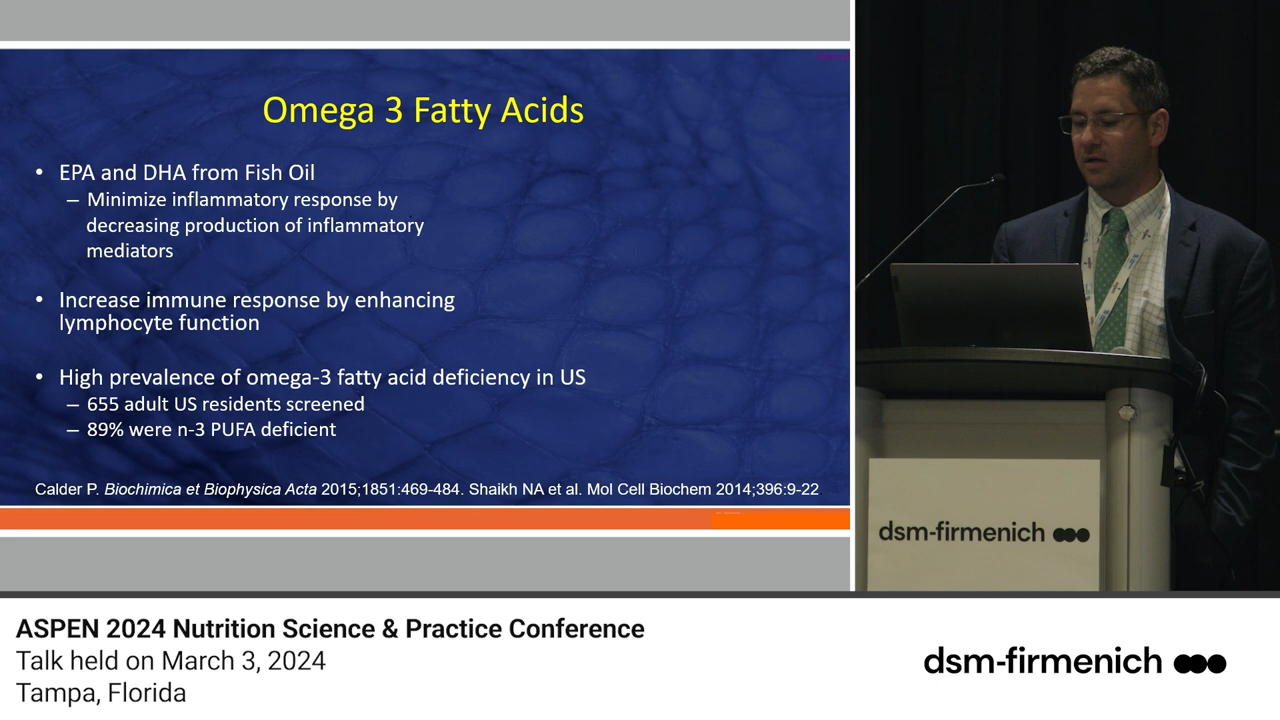 Omega 3 Fatty Acids
• EPA and DHA from Fish Oil
– Minimize inflammatory response by
decreasing production of inflammatory
mediators
• Increase immune response by enhancing
lymphocyte function
• High prevalence of omega-3 fatty acid deficiency in US
– 655 adult US residents screened
– 89% were n-3 PUFA deficient
Calder P. Biochimica et Biophysica Acta 2015;1851:469-484. Shaikh NA et al. Mol Cell Biochem 2014;396:9-22
dsm-firmenich
ASPEN 2024 Nutrition Science & Practice Conference
Talk held on March 3, 2024
Tampa, Florida
dsm-firmenich